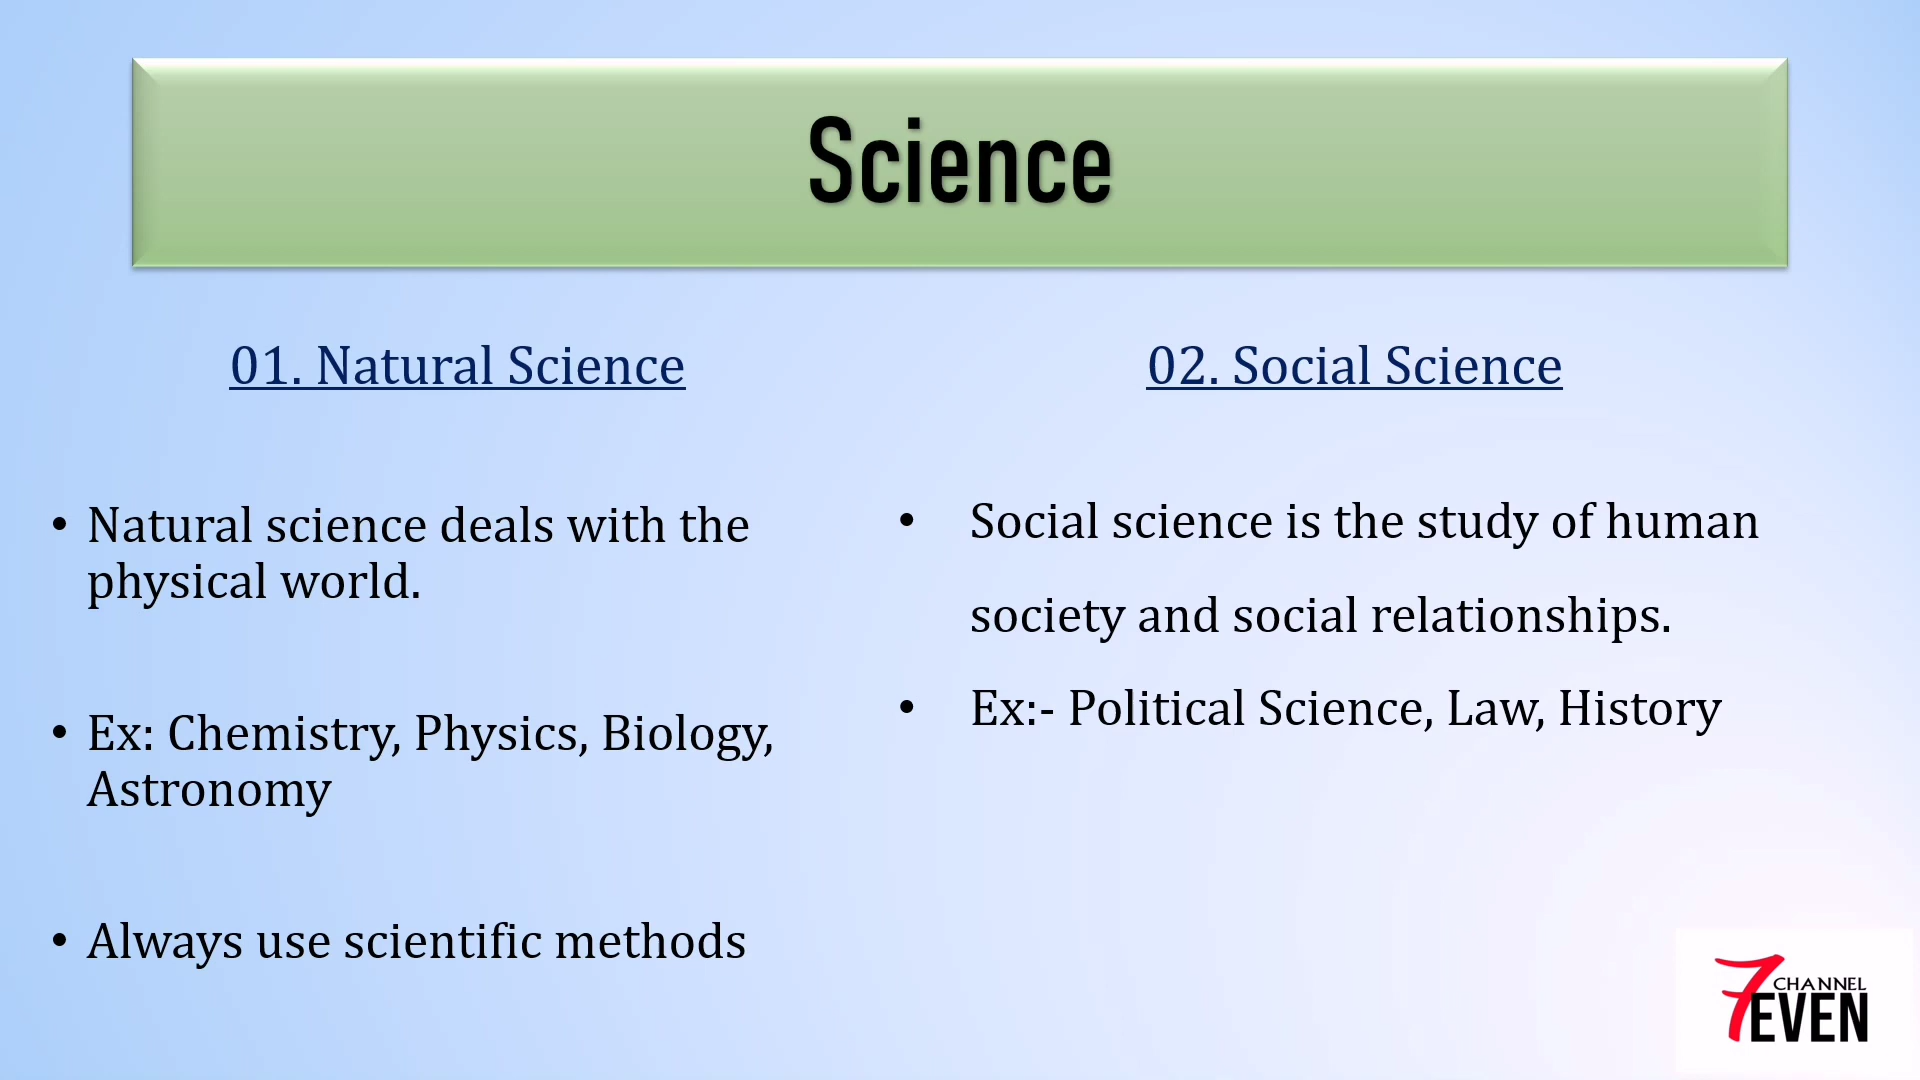 Science
01. Natural Science
• Natural science deals with the
physical world.
• Ex: Chemistry, Physics, Biology,
Astronomy
• Always use scientific methods
02. Social Science
• Social science is the study of human
society and social relationships.
• Ex:- Political Science, Law, History
CHANNEL
7EVEN